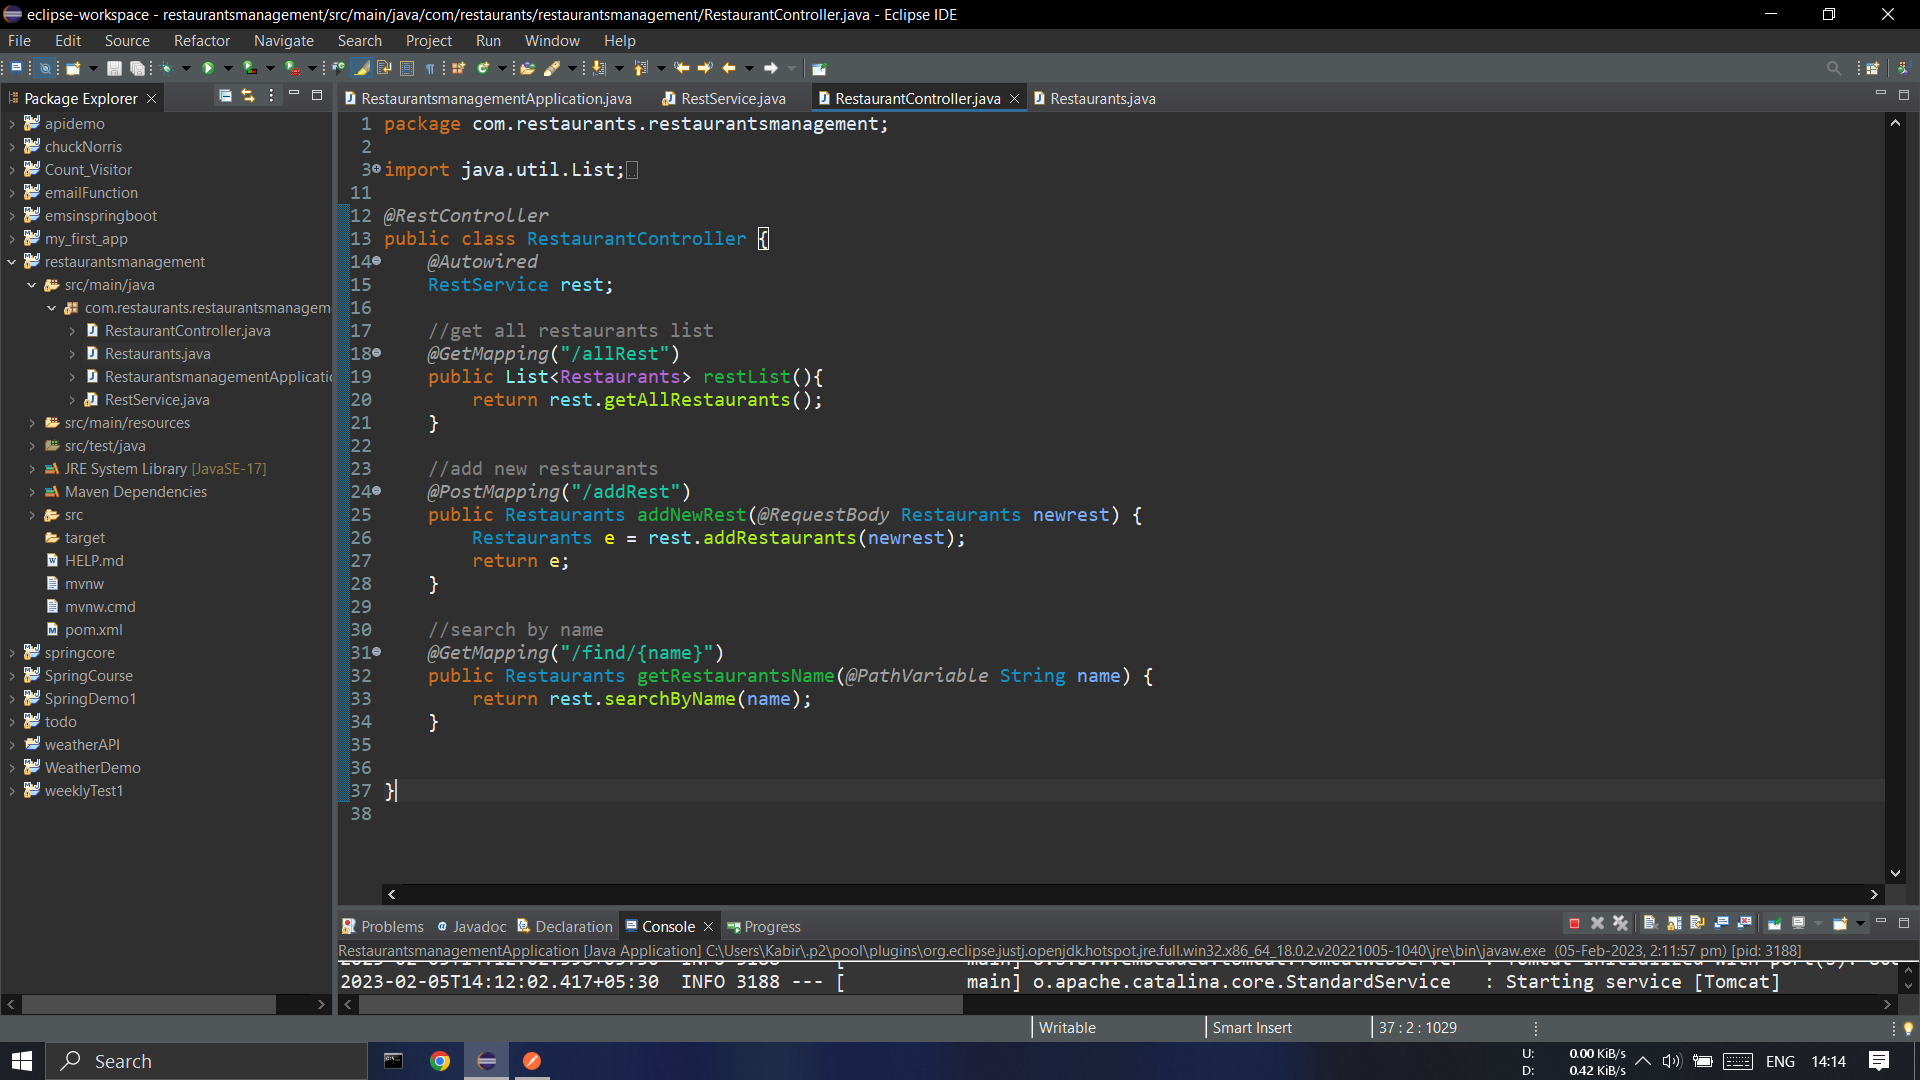 eclipse-workspace - restaurantsmanagement/src/main/java/com/restaurants/restaurantsmanagement/RestaurantController.java - Eclipse IDE
File Edit Source Refactor Navigate Search Project Run Window Help
Package Explorer
apidemo
chuckNorris
Count_Visitor
emailFunction
emsinspringboot
my_first_app
restaurantsmanagement
src/main/java
com.restaurants.restaurantsmanagem
RestaurantController.java
Restaurants.java
RestaurantsmanagementApplicatio
RestService.java
src/main/resources
src/test/java
JRE System Library [JavaSE-17]
Maven Dependencies
src
target
HELP.md
mvnw
mvnw.cmd
pom.xml
springcore
SpringCourse
SpringDemo1
todo
weatherAPI
WeatherDemo
weeklyTest1
RestaurantsmanagementApplication.java RestService.java RestaurantController.java Restaurants.java
1 package com.restaurants.restaurantsmanagement;
2
3 import java.util.List;
11
12 @RestController
13 public class RestaurantController {
14 @Autowired
15 RestService rest;
16
17 //get all restaurants list
18 @GetMapping("/allRest")
19 public List<Restaurants> restList(){
20 return rest.getAllRestaurants();
21 }
22
23 //add new restaurants
24 @PostMapping("/addRest")
25 public Restaurants addNewRest(@RequestBody Restaurants newrest) {
26 Restaurants e = rest.addRestaurants(newrest);
27 return e;
28 }
29
30 //search by name
31 @GetMapping("/find/{name}")
32 public Restaurants getRestaurantsName(@PathVariable String name) {
33 return rest.searchByName(name);
34 }
35
36
37 }
38
Problems Javadoc Declaration Console Progress
RestaurantsmanagementApplication [Java Application] C:\Users\Kabir\.p2\pool\plugins\org.eclipse.justj.openjdk.hotspot.jre.full.win32.x86_64_18.0.2.v20221005-1040\jre\bin\javaw.exe (05-Feb-2023, 2:11:57 pm) [pid: 3188]
2023-02-05T14:12:02.417+05:30 INFO 3188 --- [ main] o.apache.catalina.core.StandardService : Starting service [Tomcat]
Writable Smart Insert 37 : 2 : 1029
Search
U: 0.00 KiB/s
D: 0.42 KiB/s
ENG 14:14